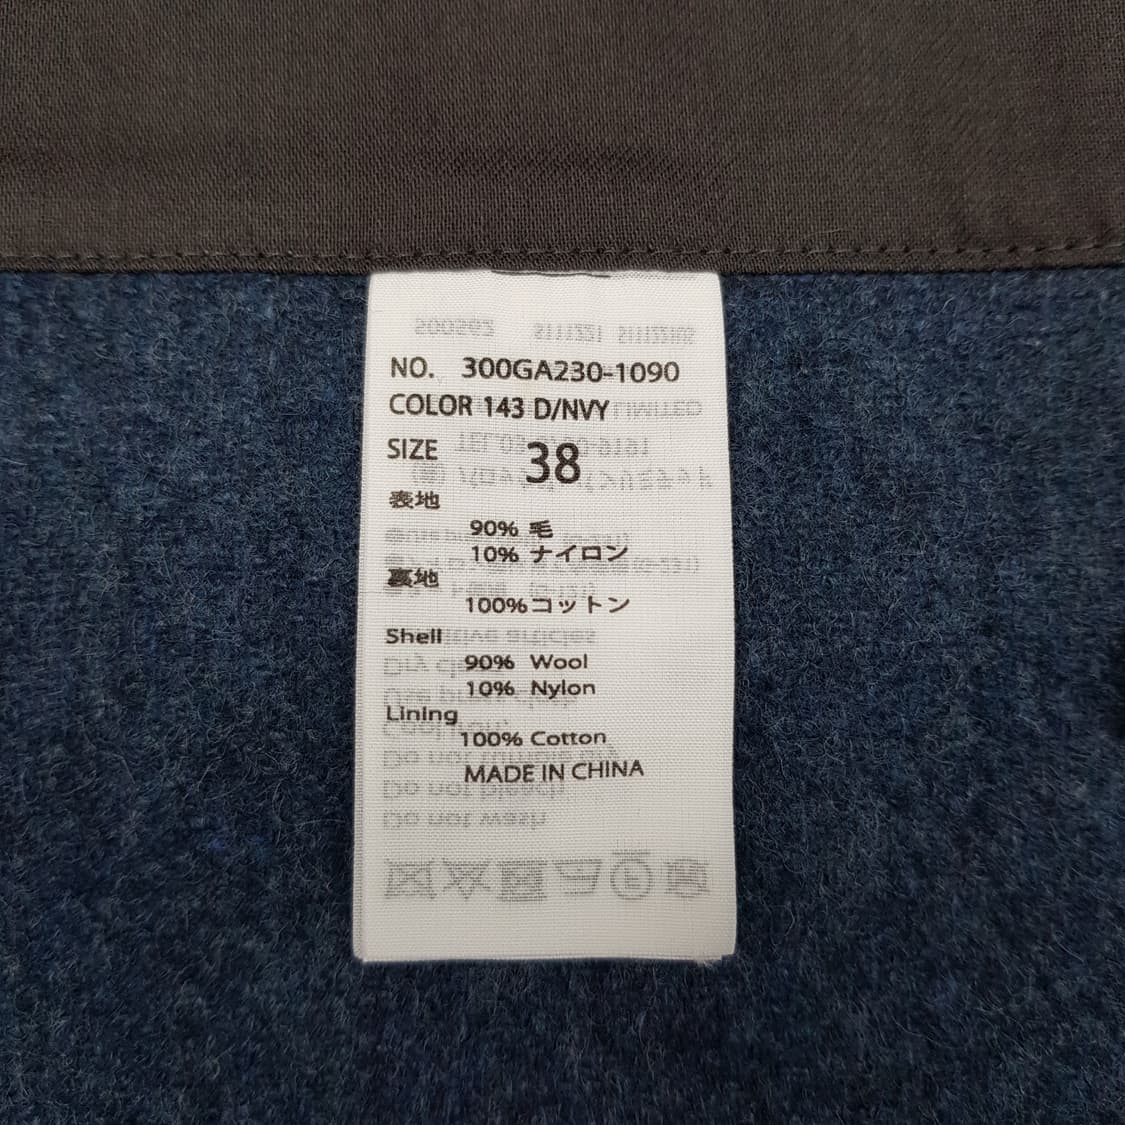 NO. 300GA230-1090
COLOR 143 D/NVY
SIZE 38
表地
90% 毛
10% ナイロン
裏地
100%コットン
Shell
90% Wool
10% Nylon
Lining
100% Cotton
MADE IN CHINA